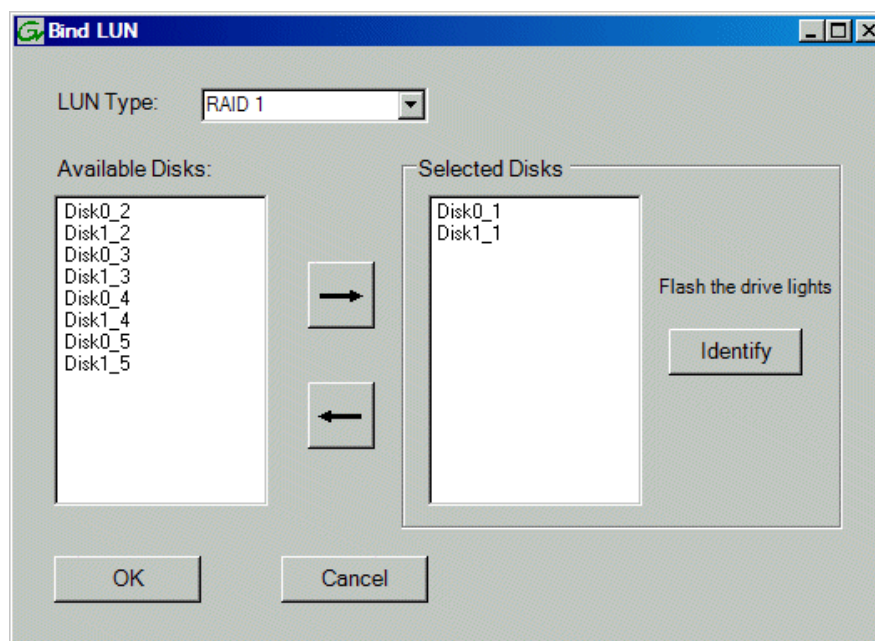 Bind LUN
LUN Type:
RAID 1
Available Disks:
Disk0_2
Disk1_2
Disk0_3
Disk1_3
Disk0_4
Disk1_4
Disk0_5
Disk1_5
Selected Disks
Disk0_1
Disk1_1
Flash the drive lights
Identify
OK
Cancel